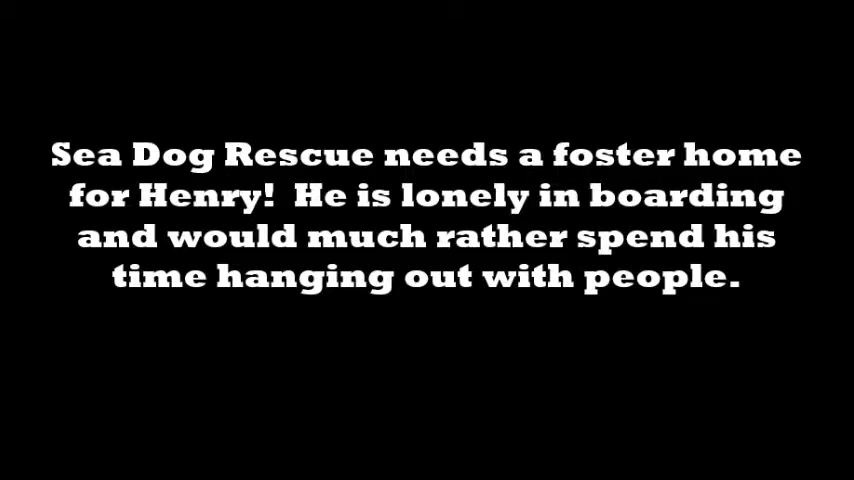 Sea Dog Rescue needs a foster home
for Henry!  He is lonely in boarding
and would much rather spend his
time hanging out with people.